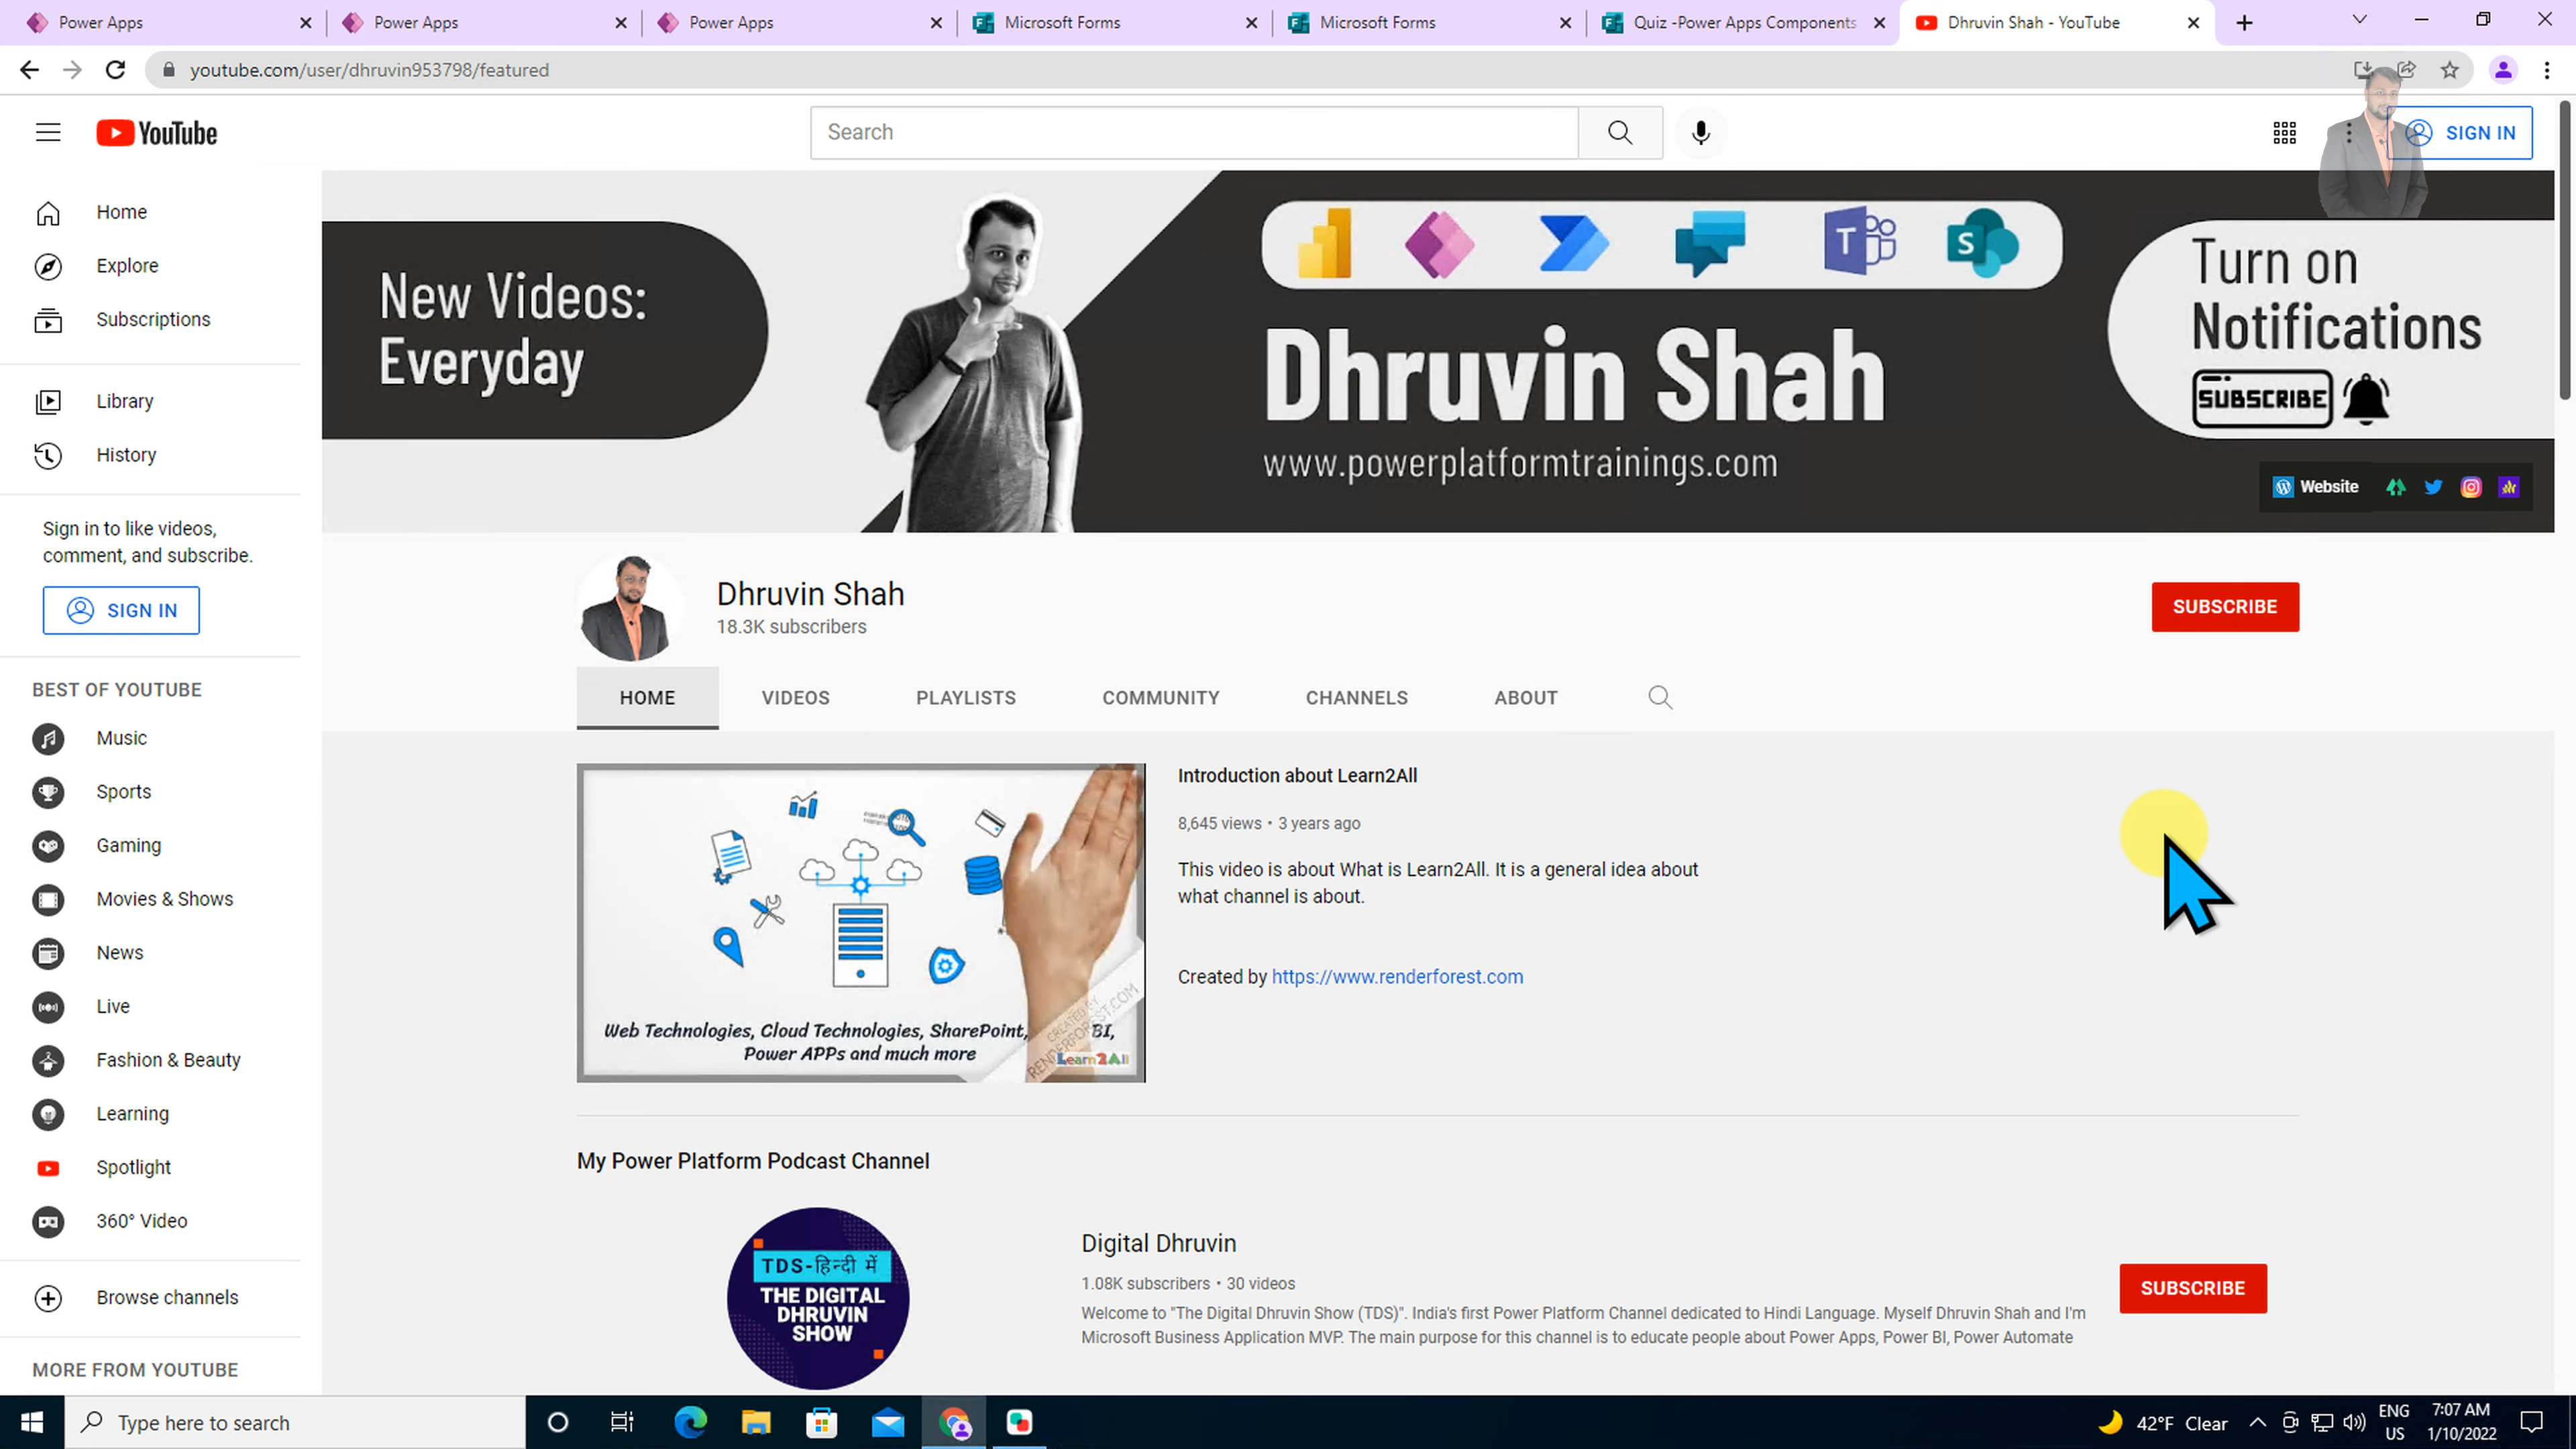 Power Apps
Power Apps
Power Apps
Microsoft Forms
Microsoft Forms
Quiz -Power Apps Components
Dhruvin Shah - YouTube
youtube.com/user/dhruvin953798/featured
YouTube
Search
SIGN IN
Home
Explore
Subscriptions
Library
History
Sign in to like videos,
comment, and subscribe.
SIGN IN
BEST OF YOUTUBE
Music
Sports
Gaming
Movies & Shows
News
Live
Fashion & Beauty
Learning
Spotlight
360° Video
Browse channels
MORE FROM YOUTUBE
New Videos:
Everyday
T
S
Dhruvin Shah
www.powerplatformtrainings.com
Turn on
Notifications
SUBSCRIBE
Website
Dhruvin Shah
18.3K subscribers
SUBSCRIBE
HOME
VIDEOS
PLAYLISTS
COMMUNITY
CHANNELS
ABOUT
Web Technologies, Cloud Technologies, SharePoint, BI,
Power APPs and much more
CREATED BY
RENDERFOREST.COM
Learn2All
Introduction about Learn2All
8,645 views • 3 years ago
This video is about What is Learn2All. It is a general idea about
what channel is about.
Created by https://www.renderforest.com
My Power Platform Podcast Channel
TDS-हिन्दी में
THE DIGITAL
DHRUVIN
SHOW
Digital Dhruvin
1.08K subscribers • 30 videos
Welcome to "The Digital Dhruvin Show (TDS)". India's first Power Platform Channel dedicated to Hindi Language. Myself Dhruvin Shah and I'm
Microsoft Business Application MVP. The main purpose for this channel is to educate people about Power Apps, Power BI, Power Automate
SUBSCRIBE
Type here to search
42°F Clear
ENG
US
7:07 AM
1/10/2022